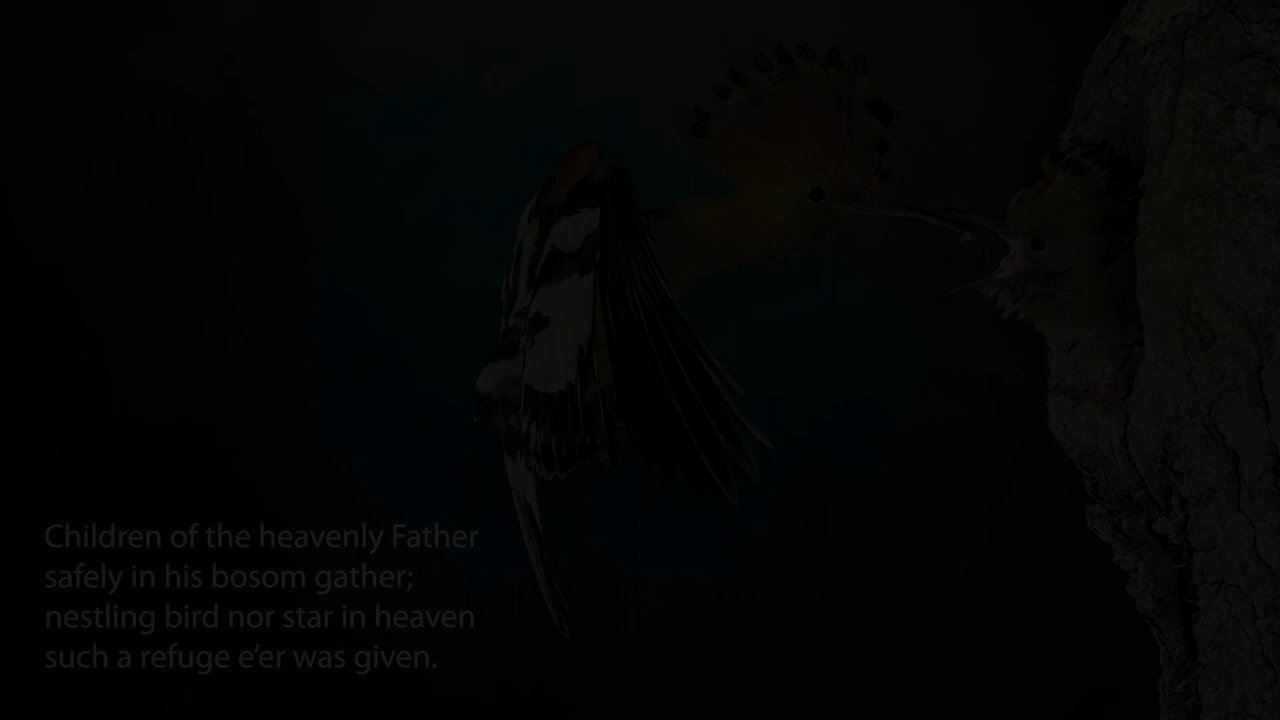 Children of the heavenly Father
safely in his bosom gather;
nestling bird nor star in heaven
such a refuge e’er was given.